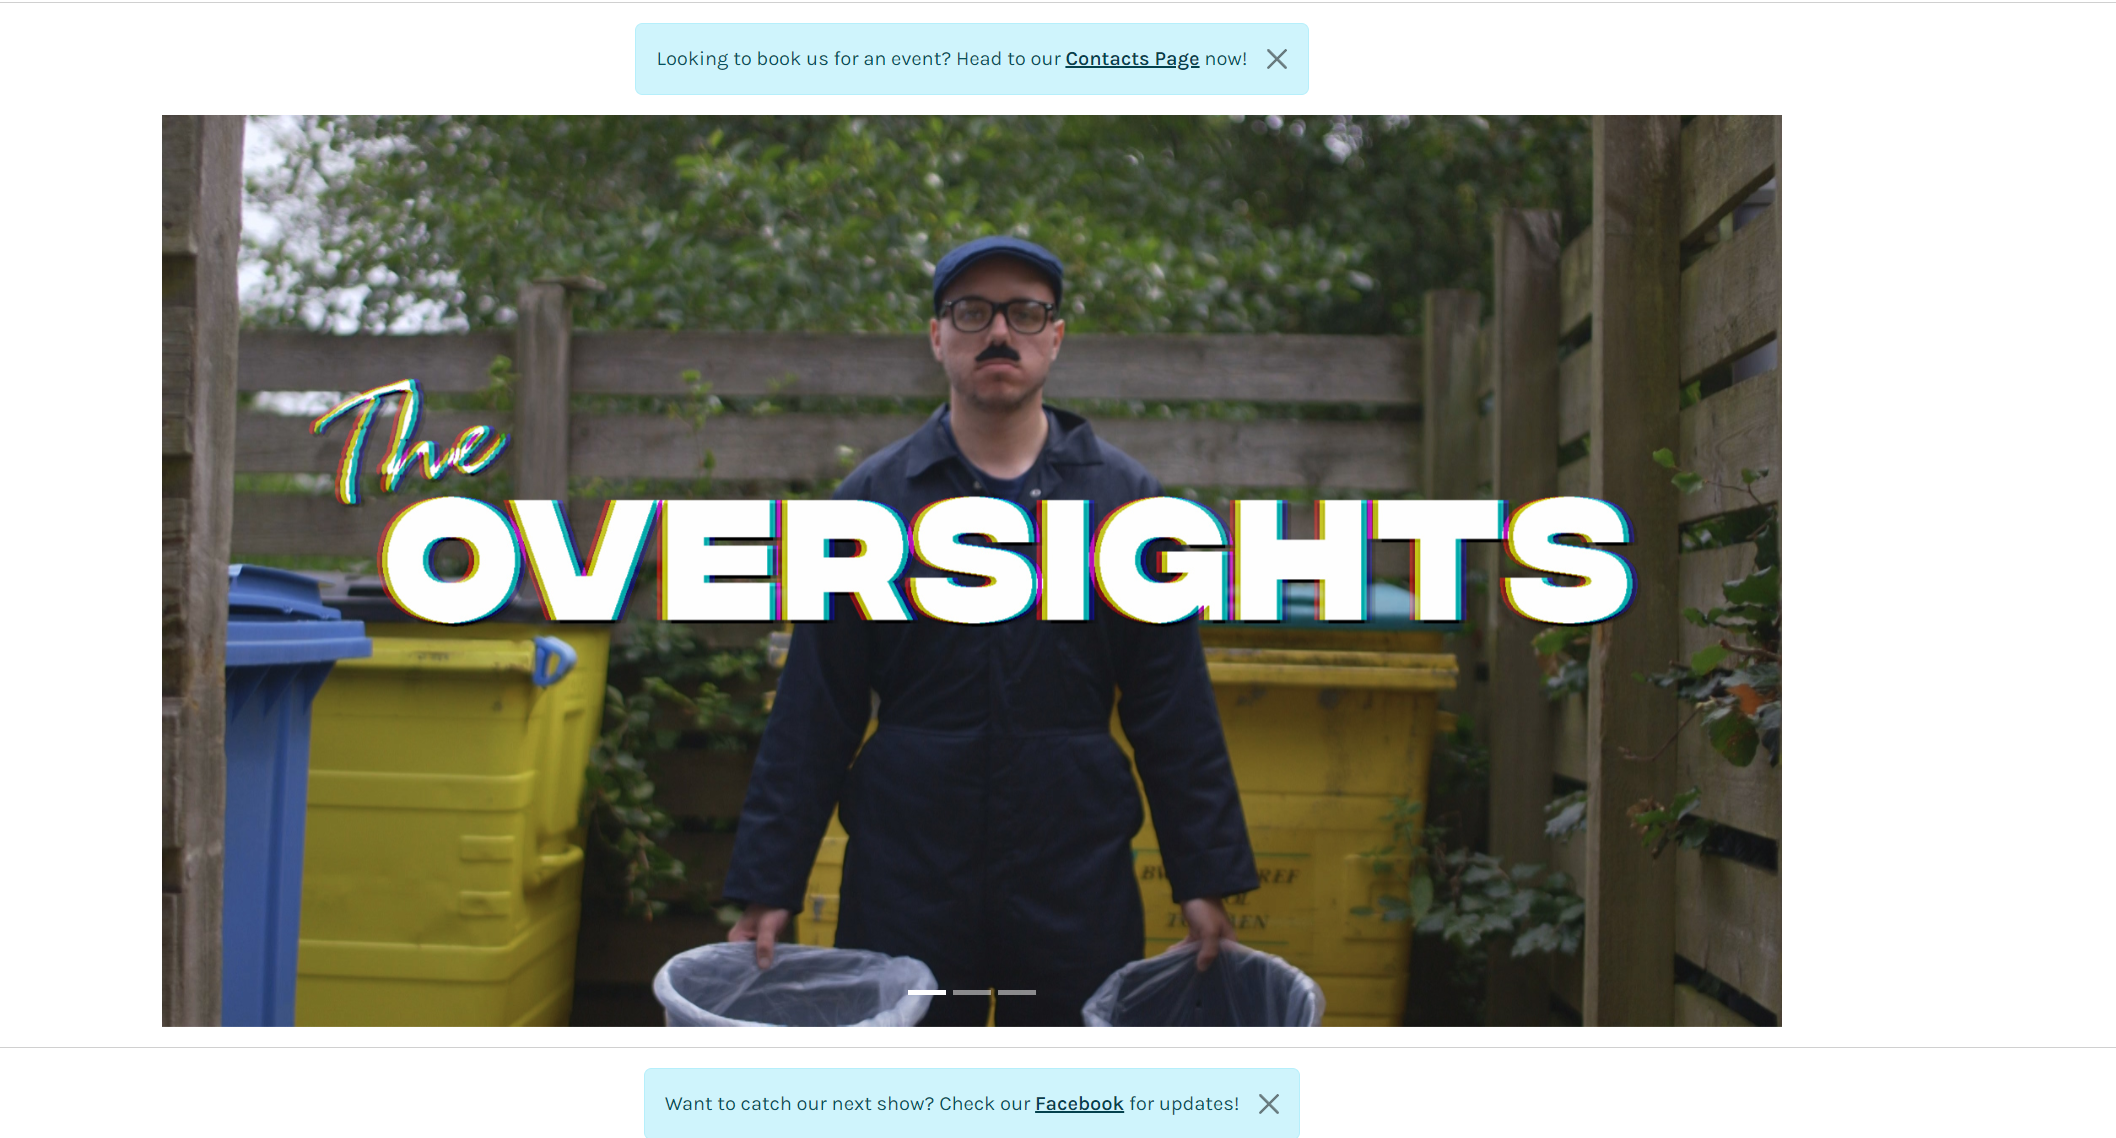 Looking to book us for an event? Head to our Contacts Page now!
The
OVERSIGHTS
Want to catch our next show? Check our Facebook for updates!